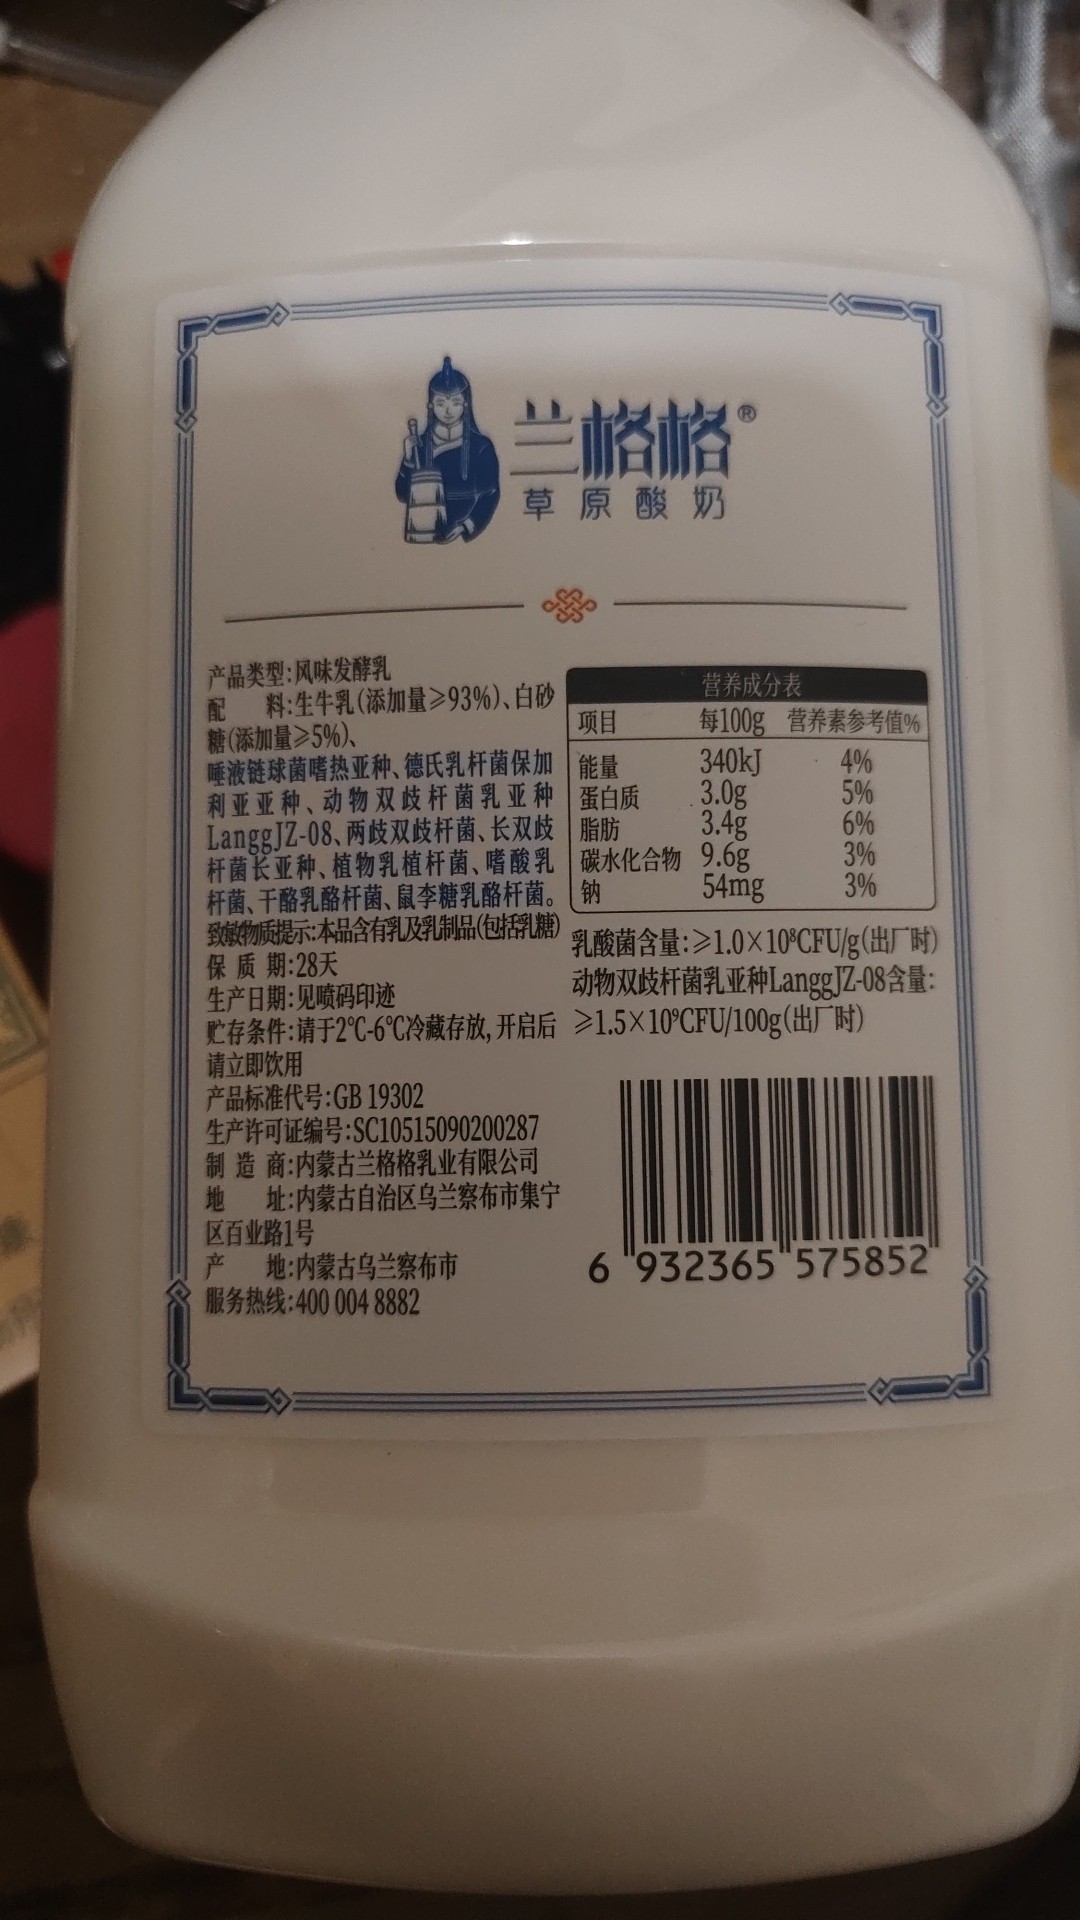 兰格格®
草原酸奶
产品类型:风味发酵乳
配 料:生牛乳(添加量≥93%)、白砂
糖(添加量≥5%)、
唾液链球菌嗜热亚种、德氏乳杆菌保加
利亚亚种、动物双歧杆菌乳亚种
LanggJZ-08、两歧双歧杆菌、长双歧
杆菌长亚种、植物乳植杆菌、嗜酸乳
杆菌、干酪乳酪杆菌、鼠李糖乳酪杆菌。
致敏物质提示:本品含有乳及乳制品(包括乳糖)
保质期:28天
生产日期:见喷码印迹
贮存条件:请于2℃-6℃冷藏存放,开启后
请立即饮用
产品标准代号:GB 19302
生产许可证编号:SC10515090200287
制造商:内蒙古兰格格乳业有限公司
地 址:内蒙古自治区乌兰察布市集宁
区百业路1号
产 地:内蒙古乌兰察布市
服务热线:400 004 8882
营养成分表
项目 每100g 营养素参考值%
能量 340kJ 4%
蛋白质 3.0g 5%
脂肪 3.4g 6%
碳水化合物 9.6g 3%
钠 54mg 3%
乳酸菌含量:≥1.0×10⁸CFU/g(出厂时)
动物双歧杆菌乳亚种LanggJZ-08含量:
≥1.5×10⁹CFU/100g(出厂时)
6 932365 575852